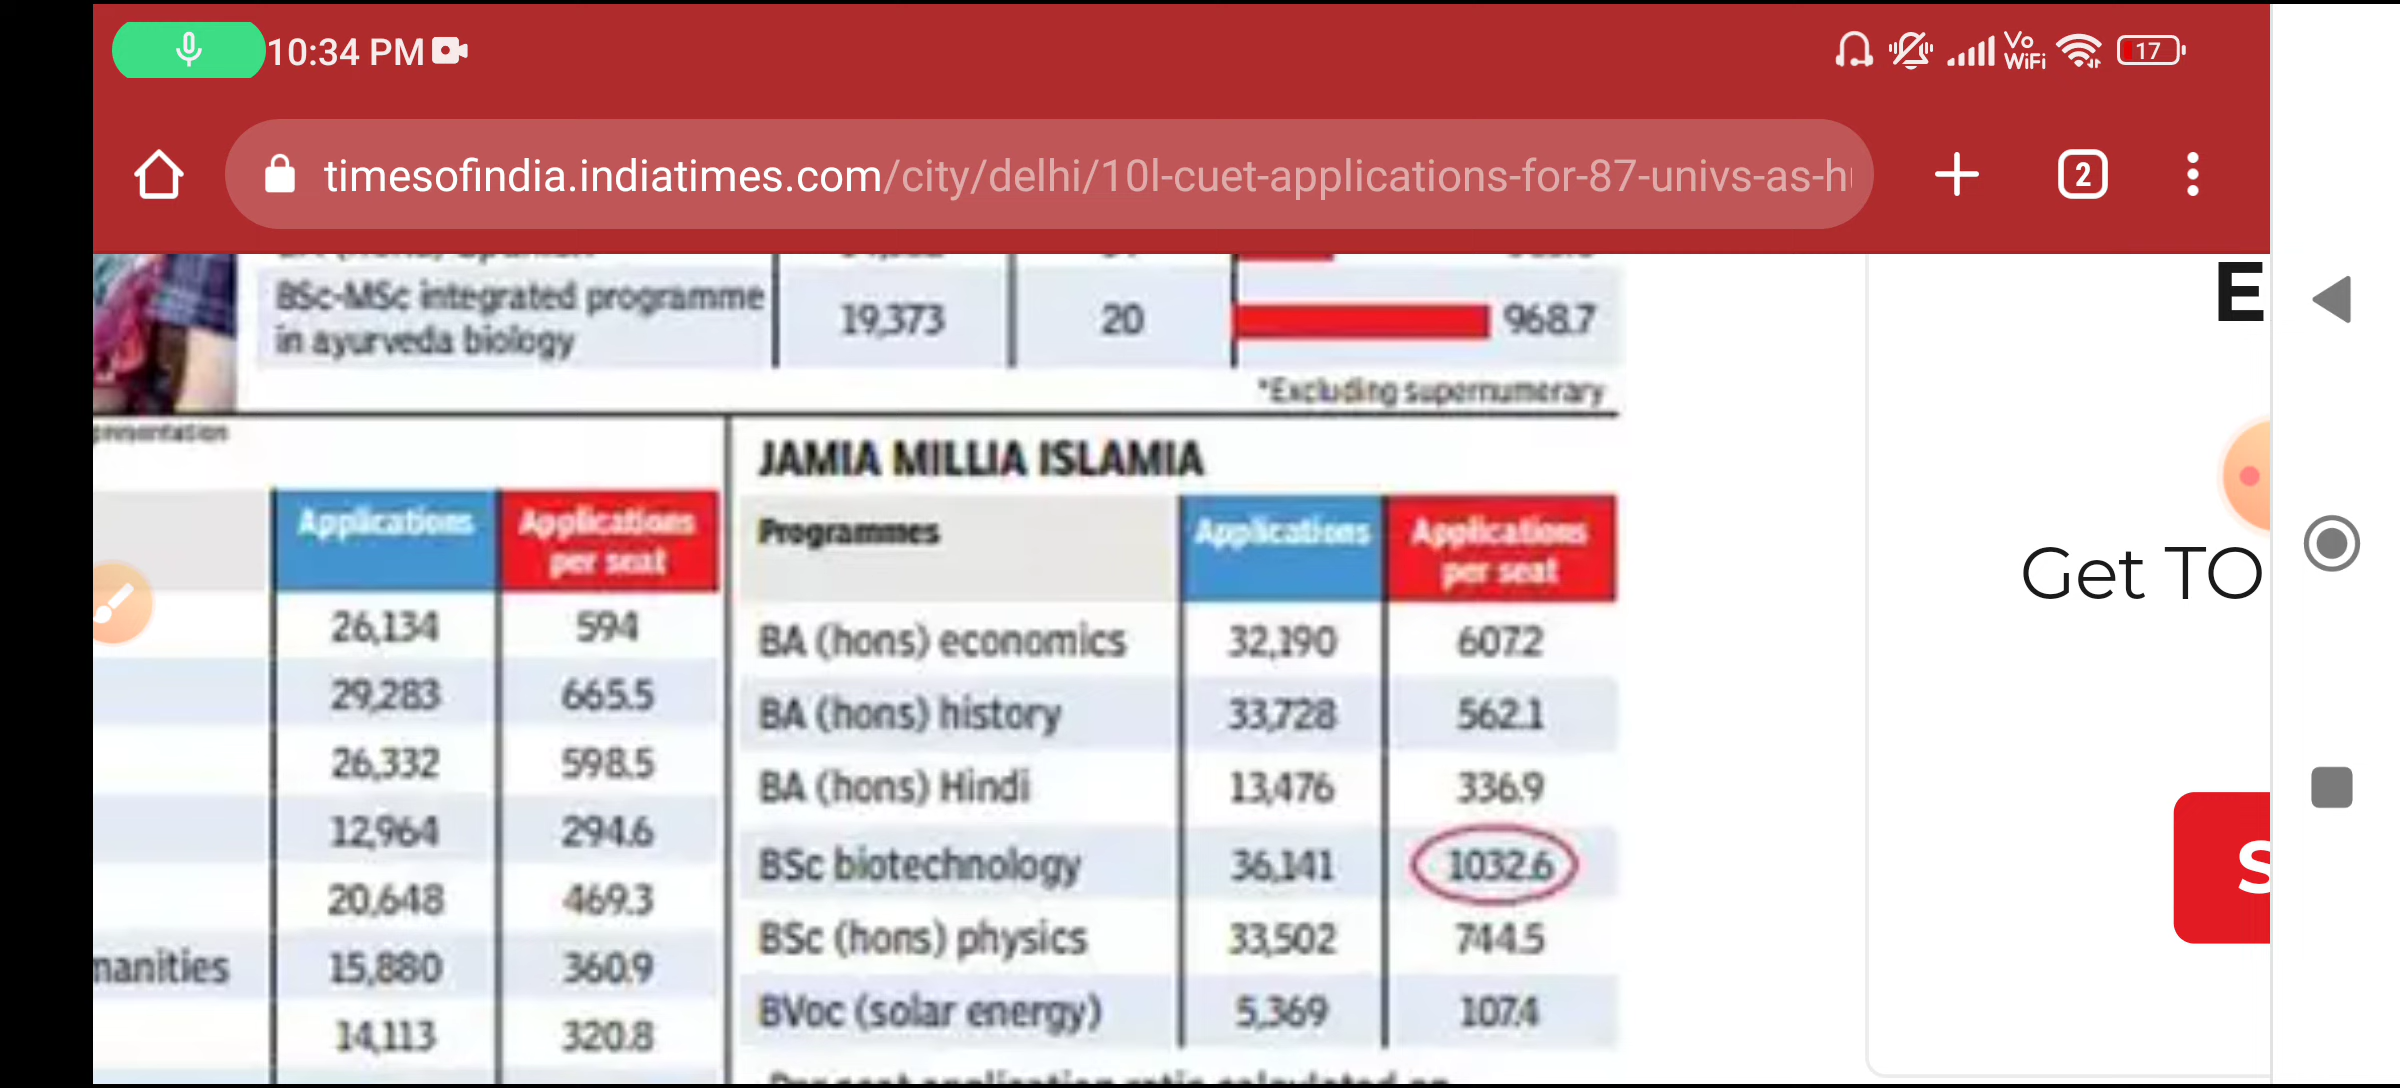 10:34 PM
Vo
WiFi
17
timesofindia.indiatimes.com/city/delhi/10l-cuet-applications-for-87-univs-as-h
2
BSc-MSc integrated programme
in ayurveda biology
19,373
20
968.7
*Excluding supernumerary
JAMIA MILLIA ISLAMIA
Applications
Applications
per seat
26,134 594
29,283 665.5
26,332 598.5
12,964 294.6
20,648 469.3
manities 15,880 360.9
14,113 320.8
Programmes
Applications
Applications
per seat
BA (hons) economics 32,190 607.2
BA (hons) history 33,728 562.1
BA (hons) Hindi 13,476 336.9
BSc biotechnology 36,141 1032.6
BSc (hons) physics 33,502 744.5
BVoc (solar energy) 5,369 107.4
E
Get TO
S